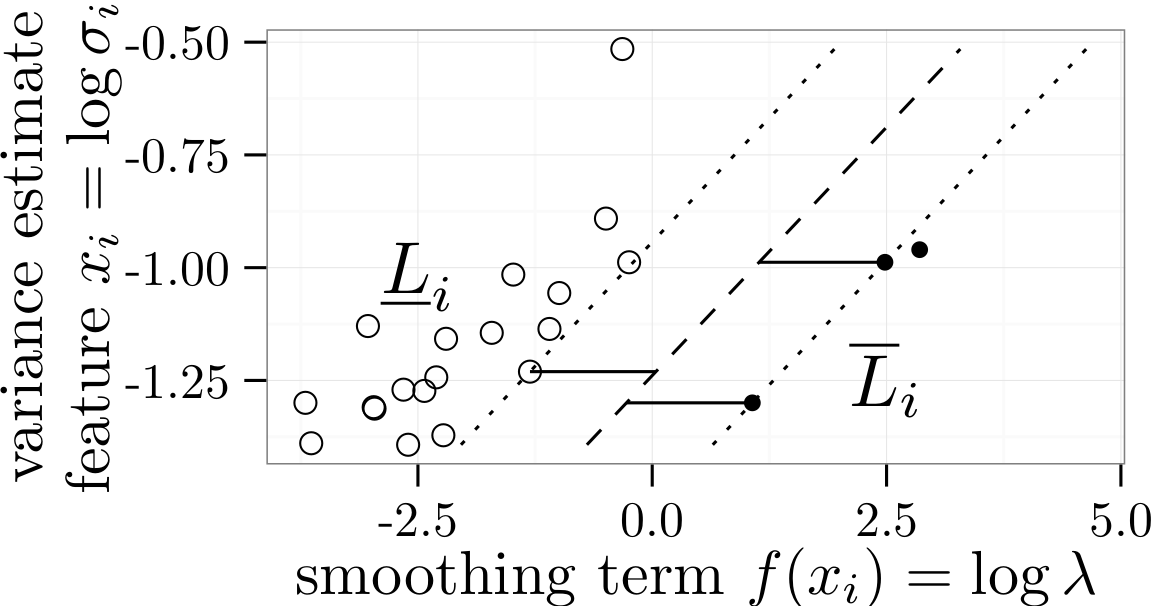 variance estimate
feature x_i = log σ_i
-0.50
-0.75
-1.00
-1.25
L̲_i
L̅_i
-2.5 0.0 2.5 5.0
smoothing term f(x_i) = log λ